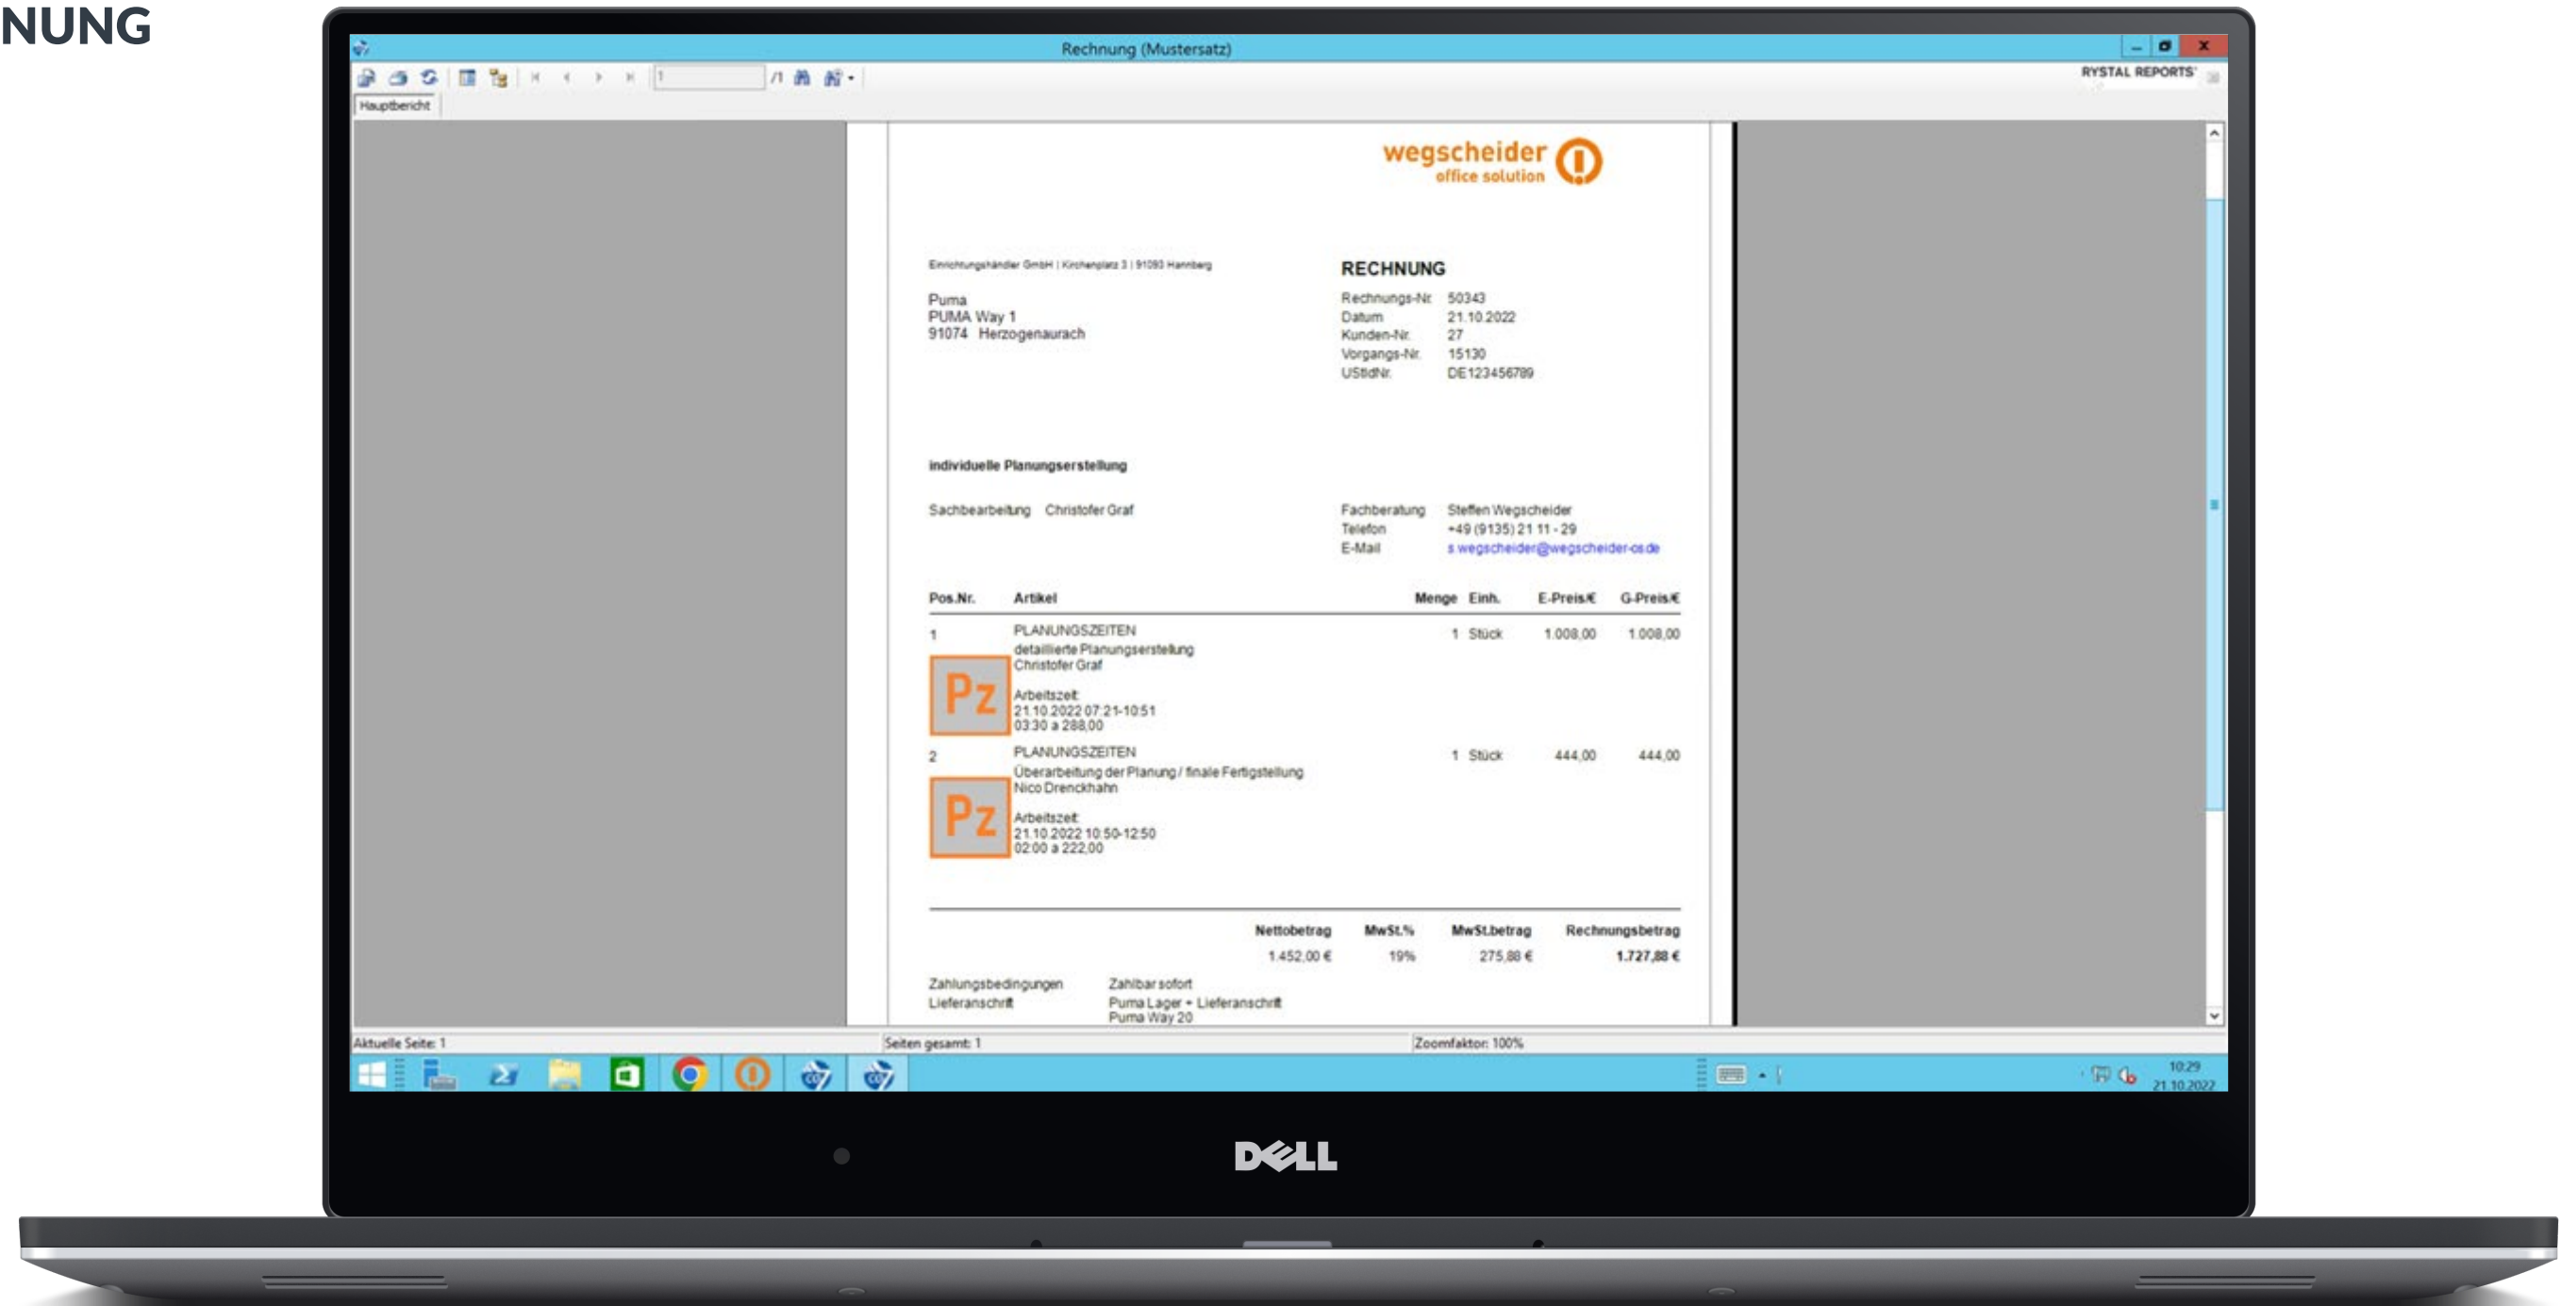 NUNG
Rechnung (Mustersatz)
1 /1
RYSTAL REPORTS
Hauptbericht
wegscheider
office solution
Einrichtungshändler GmbH | Kirchenplatz 3 | 91093 Hannberg
RECHNUNG
Puma
PUMA Way 1
91074 Herzogenaurach
Rechnungs-Nr. 50343
Datum 21.10.2022
Kunden-Nr. 27
Vorgangs-Nr. 15130
UStIdNr. DE123456789
individuelle Planungserstellung
Sachbearbeitung Christofer Graf
Fachberatung Steffen Wegscheider
Telefon +49 (9135) 21 11 - 29
E-Mail s.wegscheider@wegscheider-os.de
Pos.Nr. Artikel Menge Einh. E-Preis/€ G-Preis/€
1 PLANUNGSZEITEN 1 Stück 1.008,00 1.008,00
detaillierte Planungserstellung
Christofer Graf
Pz
Arbeitszeit:
21.10.2022 07:21-10:51
03:30 a 288,00
2 PLANUNGSZEITEN 1 Stück 444,00 444,00
Überarbeitung der Planung / finale Fertigstellung
Nico Drenckhahn
Pz
Arbeitszeit:
21.10.2022 10:50-12:50
02:00 a 222,00
Nettobetrag MwSt.% MwSt.betrag Rechnungsbetrag
1.452,00 € 19% 275,88 € 1.727,88 €
Zahlungsbedingungen Zahlbar sofort
Lieferanschrift Puma Lager + Lieferanschrift
Puma Way 20
Aktuelle Seite: 1 Seiten gesamt: 1 Zoomfaktor: 100%
10:29
21.10.2022
DELL